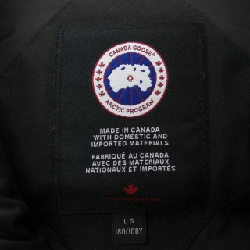 CANADA GOOSE
ARCTIC PROGRAM
MADE IN CANADA
WITH DOMESTIC AND
IMPORTED MATERIALS
FABRIQUÉ AU CANADA
AVEC DES MATERIAUX
NATIONAUX ET IMPORTÉS